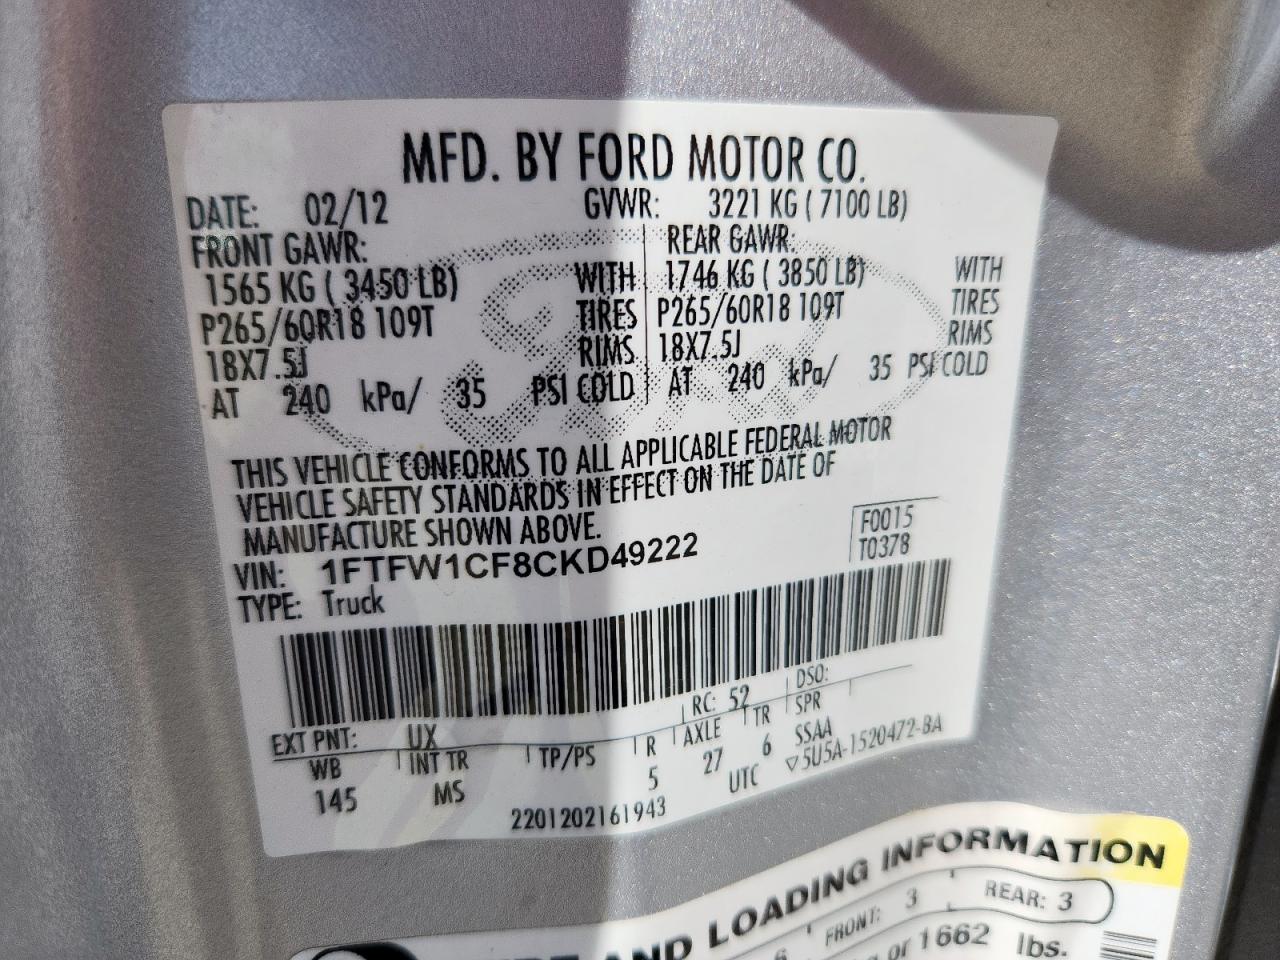 MFD. BY FORD MOTOR CO.
DATE: 02/12 GVWR: 3221 KG ( 7100 LB)
FRONT GAWR: REAR GAWR:
1565 KG ( 3450 LB) WITH 1746 KG ( 3850 LB) WITH
P265/60R18 109T TIRES P265/60R18 109T TIRES
18X7.5J RIMS 18X7.5J RIMS
AT 240 kPa/ 35 PSI COLD AT 240 kPa/ 35 PSI COLD
THIS VEHICLE CONFORMS TO ALL APPLICABLE FEDERAL MOTOR
VEHICLE SAFETY STANDARDS IN EFFECT ON THE DATE OF
MANUFACTURE SHOWN ABOVE.
F0015
VIN: 1FTFW1CF8CKD49222 T0378
TYPE: Truck
EXT PNT: UX RC: 52 DSO:
WB INT TR TP/PS R AXLE TR SPR
145 MS 5 27 6 SSAA
2201202161943 UTC ▽5U5A-1520472-BA
AND LOADING INFORMATION
FRONT: 3 REAR: 3
or 1662 lbs.